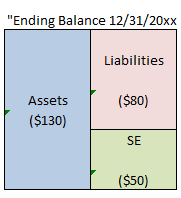 "Ending Balance 12/31/20xx
Liabilities
($80)
Assets
($130)
SE
($50)